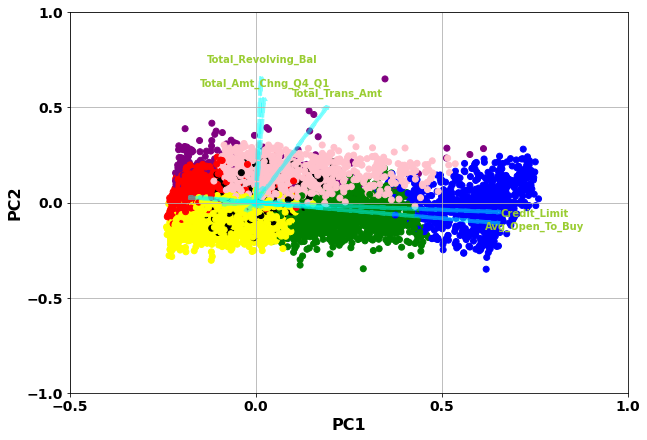 1.0
Total_Revolving_Bal
Total_Amt_Chng_Q4_Q1
Total_Trans_Amt
0.5
PC2
0.0
Credit_Limit
Avg_Open_To_Buy
−0.5
−1.0
−0.5
0.0
0.5
1.0
PC1